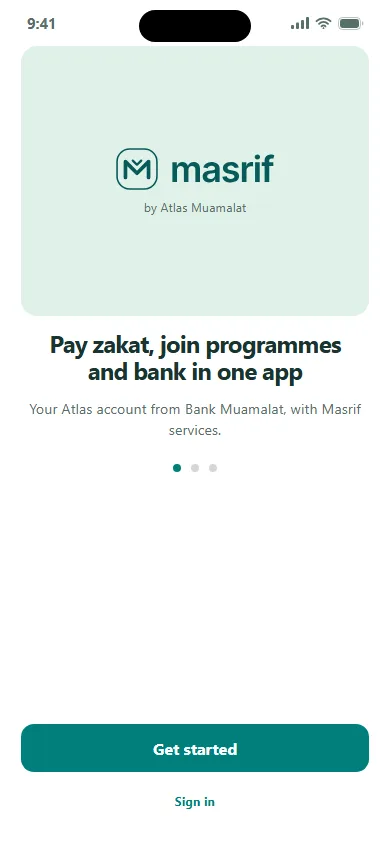 9:41
masrif
by Atlas Muamalat
Pay zakat, join programmes
and bank in one app
Your Atlas account from Bank Muamalat, with Masrif
services.
Get started
Sign in